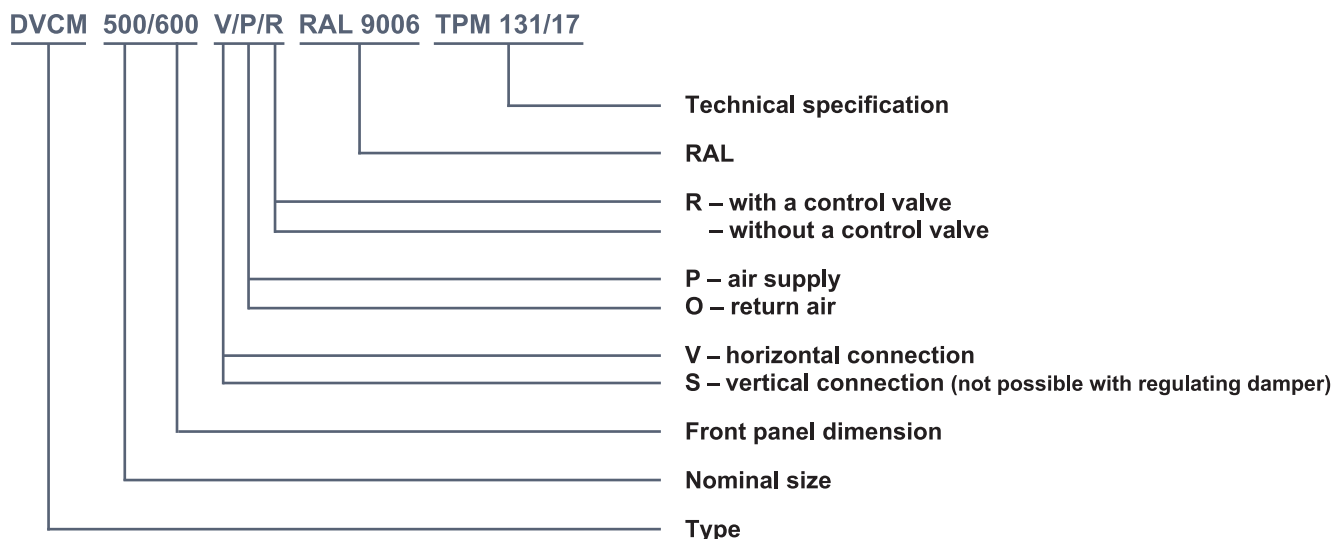 DVCM 500/600 V/P/R RAL 9006 TPM 131/17
Technical specification
RAL
R – with a control valve
– without a control valve
P – air supply
O – return air
V – horizontal connection
S – vertical connection (not possible with regulating damper)
Front panel dimension
Nominal size
Type